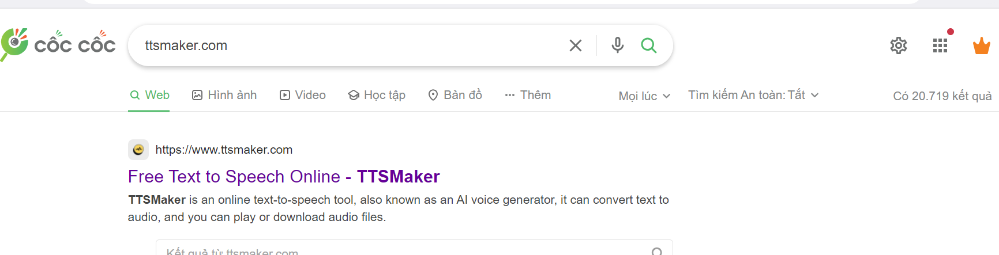 cốc cốc
ttsmaker.com
Web Hình ảnh Video Học tập Bản đồ Thêm Mọi lúc Tìm kiếm An toàn: Tắt Có 20.719 kết quả
https://www.ttsmaker.com
Free Text to Speech Online - TTSMaker
TTSMaker is an online text-to-speech tool, also known as an AI voice generator, it can convert text to
audio, and you can play or download audio files.
Kết quả từ ttsmaker.com